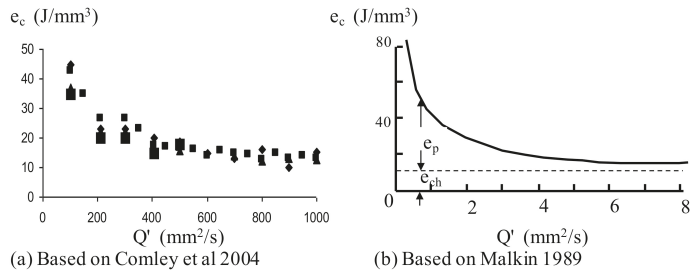 e_c (J/mm³)
50
40
30
20
10
0
0 200 400 600 800 1000
Q' (mm²/s)
(a) Based on Comley et al 2004
e_c (J/mm³)
80
40
0
e_p
e_ch
2 4 6 8
Q' (mm²/s)
(b) Based on Malkin 1989